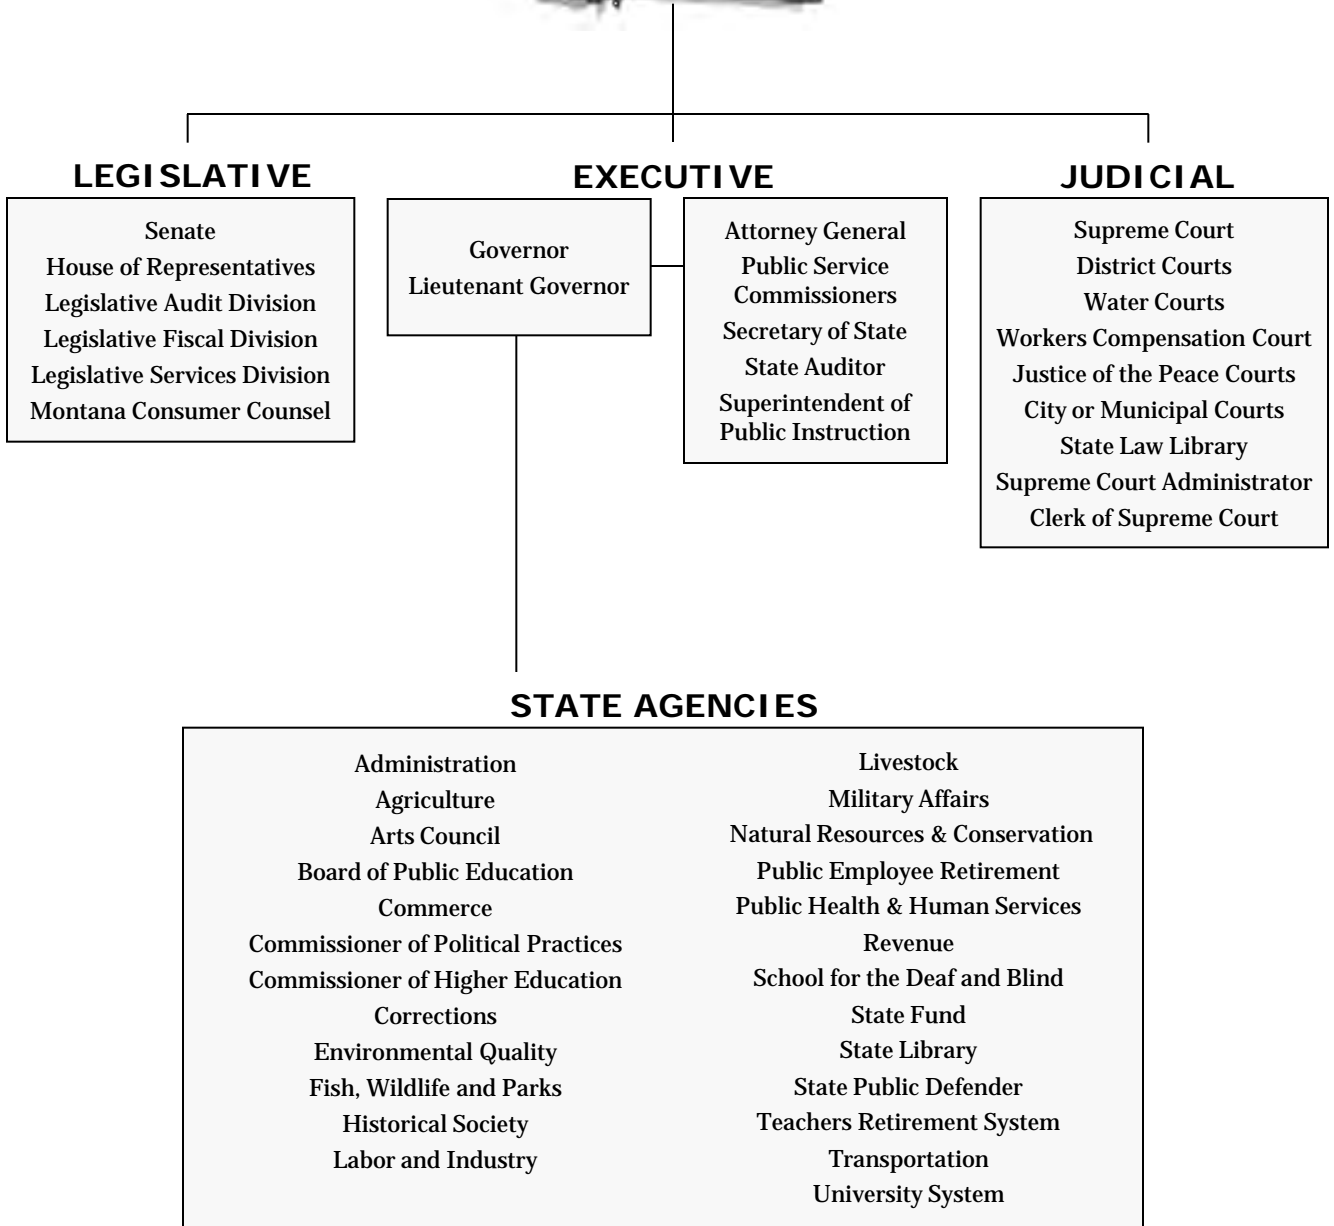 LEGISLATIVE
Senate
House of Representatives
Legislative Audit Division
Legislative Fiscal Division
Legislative Services Division
Montana Consumer Counsel
EXECUTIVE
Governor
Lieutenant Governor
Attorney General
Public Service
Commissioners
Secretary of State
State Auditor
Superintendent of
Public Instruction
JUDICIAL
Supreme Court
District Courts
Water Courts
Workers Compensation Court
Justice of the Peace Courts
City or Municipal Courts
State Law Library
Supreme Court Administrator
Clerk of Supreme Court
STATE AGENCIES
Administration
Agriculture
Arts Council
Board of Public Education
Commerce
Commissioner of Political Practices
Commissioner of Higher Education
Corrections
Environmental Quality
Fish, Wildlife and Parks
Historical Society
Labor and Industry
Livestock
Military Affairs
Natural Resources & Conservation
Public Employee Retirement
Public Health & Human Services
Revenue
School for the Deaf and Blind
State Fund
State Library
State Public Defender
Teachers Retirement System
Transportation
University System